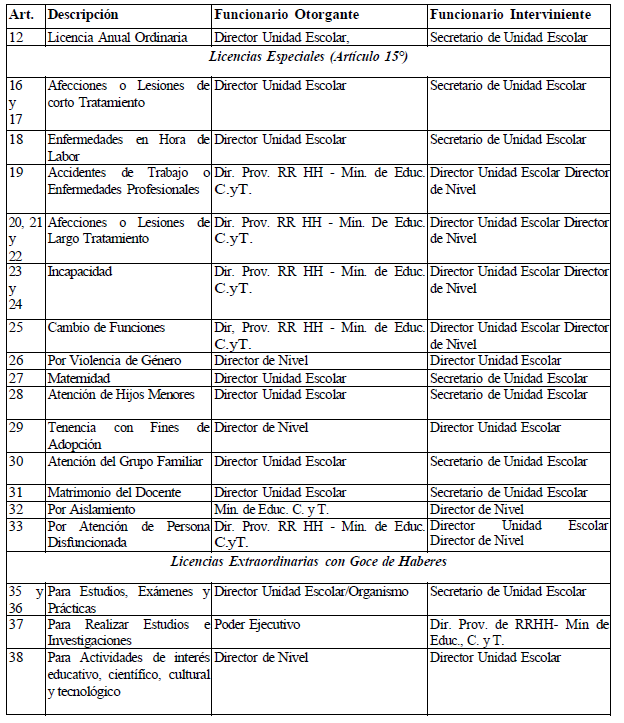 Art. Descripción Funcionario Otorgante Funcionario Interviniente
12 Licencia Anual Ordinaria Director Unidad Escolar, Secretario de Unidad Escolar
Licencias Especiales (Artículo 15°)
16 Afecciones o Lesiones de Director Unidad Escolar Secretario de Unidad Escolar
y corto Tratamiento
17
18 Enfermedades en Hora de Director Unidad Escolar Secretario de Unidad Escolar
Labor
19 Accidentes de Trabajo o Dir. Prov. RR HH - Min. de Educ. Director Unidad Escolar Director
Enfermedades Profesionales C.yT. de Nivel
20, 21 Afecciones o Lesiones de Dir. Prov. RR HH - Min. De Educ. Director Unidad Escolar Director
y Largo Tratamiento C.yT. de Nivel
22
23 Incapacidad Dir. Prov. RR HH - Min. de Educ. Director Unidad Escolar Director
y C.yT. de Nivel
24
25 Cambio de Funciones Dir, Prov. RR HH - Min. de Educ. Director Unidad Escolar Director
C.yT. de Nivel
26 Por Violencia de Género Director de Nivel Director Unidad Escolar
27 Maternidad Director Unidad Escolar Secretario de Unidad Escolar
28 Atención de Hijos Menores Director Unidad Escolar Secretario de Unidad Escolar
29 Tenencia con Fines de Director de Nivel Director Unidad Escolar
Adopción
30 Atención del Grupo Familiar Director Unidad Escolar Secretario de Unidad Escolar
31 Matrimonio del Docente Director Unidad Escolar Secretario de Unidad Escolar
32 Por Aislamiento Min. de Educ. C. y T. Director de Nivel
33 Por Atención de Persona Dir. Prov. RR HH - Min. de Educ. Director Unidad Escolar
Disfuncionada C.yT. Director de Nivel
Licencias Extraordinarias con Goce de Haberes
35 y Para Estudios, Exámenes y Director Unidad Escolar/Organismo Secretario de Unidad Escolar
36 Prácticas
37 Para Realizar Estudios e Poder Ejecutivo Dir. Prov. de RRHH- Min de
Investigaciones Educ., C. y T.
38 Para Actividades de interés Director de Nivel Director Unidad Escolar
educativo, científico, cultural
y tecnológico